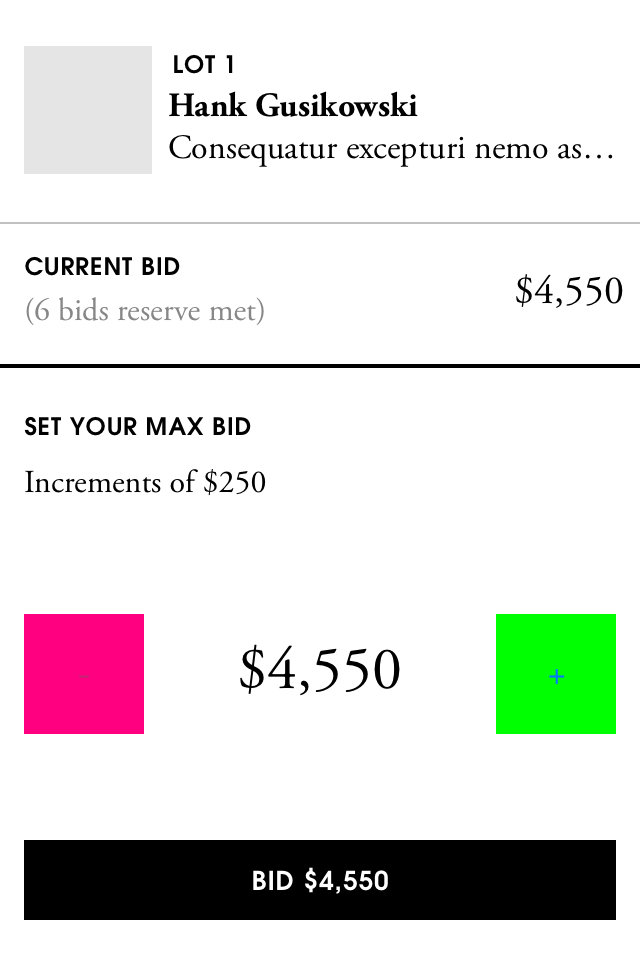 LOT 1
Hank Gusikowski
Consequatur excepturi nemo as…
CURRENT BID
(6 bids reserve met)
$4,550
SET YOUR MAX BID
Increments of $250
-
$4,550
+
BID $4,550